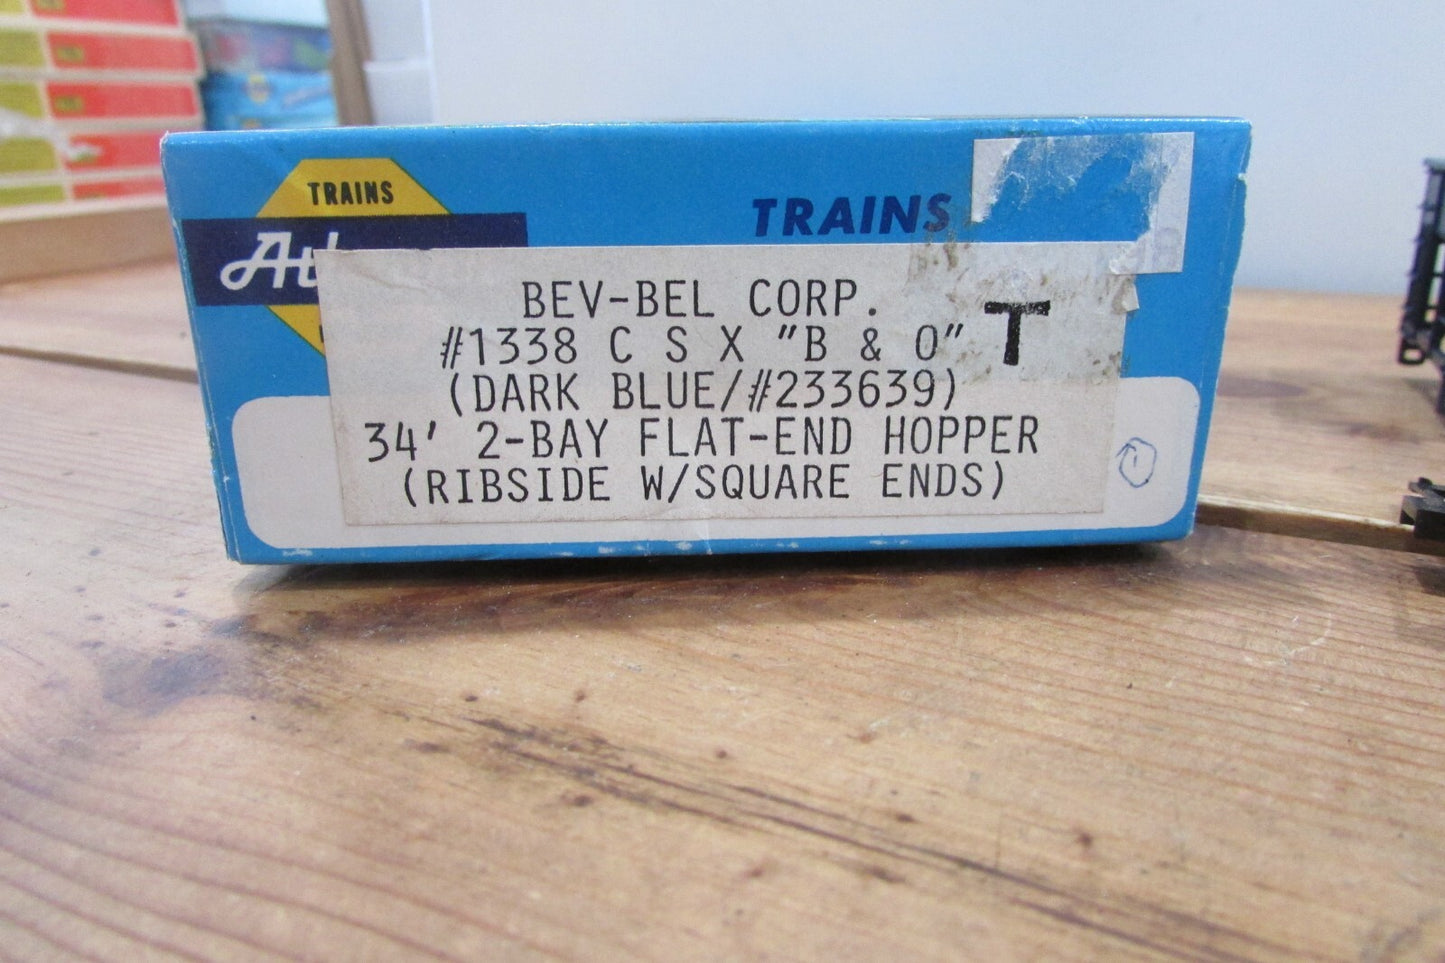 TRAINS
TRAINS
BEV-BEL CORP.
#1338 C S X "B & O" T
(DARK BLUE/#233639)
34' 2-BAY FLAT-END HOPPER
(RIBSIDE W/SQUARE ENDS)